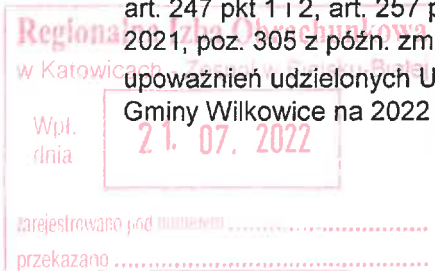 art. 247 pkt 1 i 2, art. 257 p
Regionalna Izba Obrachunkowa
2021, poz. 305 z późn. zm
w Katowicach Zespół w Bielsku-Białej
upoważnień udzielonych U
Gminy Wilkowice na 2022
Wpł.
dnia
21. 07. 2022
zarejestrowano pod numerem
przekazano